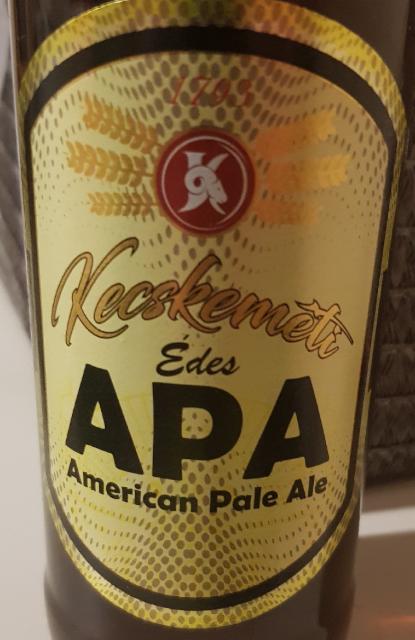 1793
K
Kecskeméti
Édes
APA
American Pale Ale